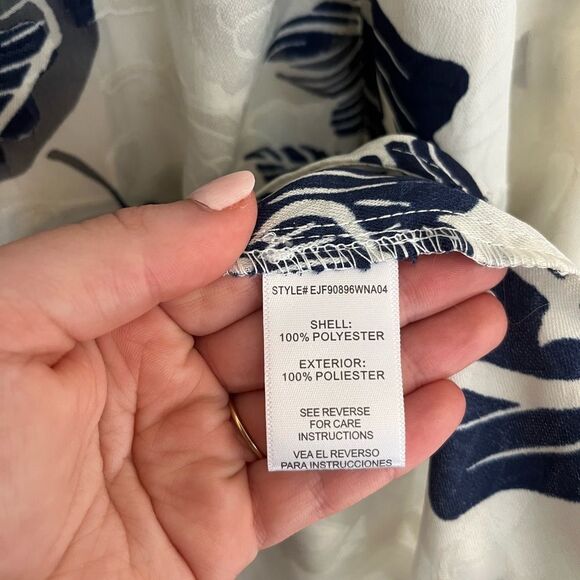 STYLE# EJF90896WNA04
SHELL:
100% POLYESTER
EXTERIOR:
100% POLIESTER
SEE REVERSE
FOR CARE
INSTRUCTIONS
VEA EL REVERSO
PARA INSTRUCCIONES